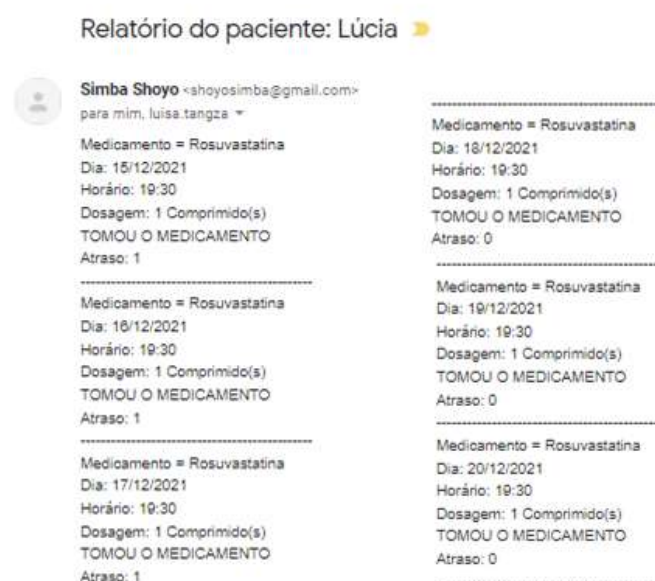 Relatório do paciente: Lúcia
Simba Shoyo <shoyosimba@gmail.com>
para mim, luisa.tangza
Medicamento = Rosuvastatina
Dia: 15/12/2021
Horário: 19:30
Dosagem: 1 Comprimido(s)
TOMOU O MEDICAMENTO
Atraso: 1
--------------------------------------------------
Medicamento = Rosuvastatina
Dia: 16/12/2021
Horário: 19:30
Dosagem: 1 Comprimido(s)
TOMOU O MEDICAMENTO
Atraso: 1
--------------------------------------------------
Medicamento = Rosuvastatina
Dia: 17/12/2021
Horário: 19:30
Dosagem: 1 Comprimido(s)
TOMOU O MEDICAMENTO
Atraso: 1
--------------------------------------------------
Medicamento = Rosuvastatina
Dia: 18/12/2021
Horário: 19:30
Dosagem: 1 Comprimido(s)
TOMOU O MEDICAMENTO
Atraso: 0
--------------------------------------------------
Medicamento = Rosuvastatina
Dia: 19/12/2021
Horário: 19:30
Dosagem: 1 Comprimido(s)
TOMOU O MEDICAMENTO
Atraso: 0
--------------------------------------------------
Medicamento = Rosuvastatina
Dia: 20/12/2021
Horário: 19:30
Dosagem: 1 Comprimido(s)
TOMOU O MEDICAMENTO
Atraso: 0